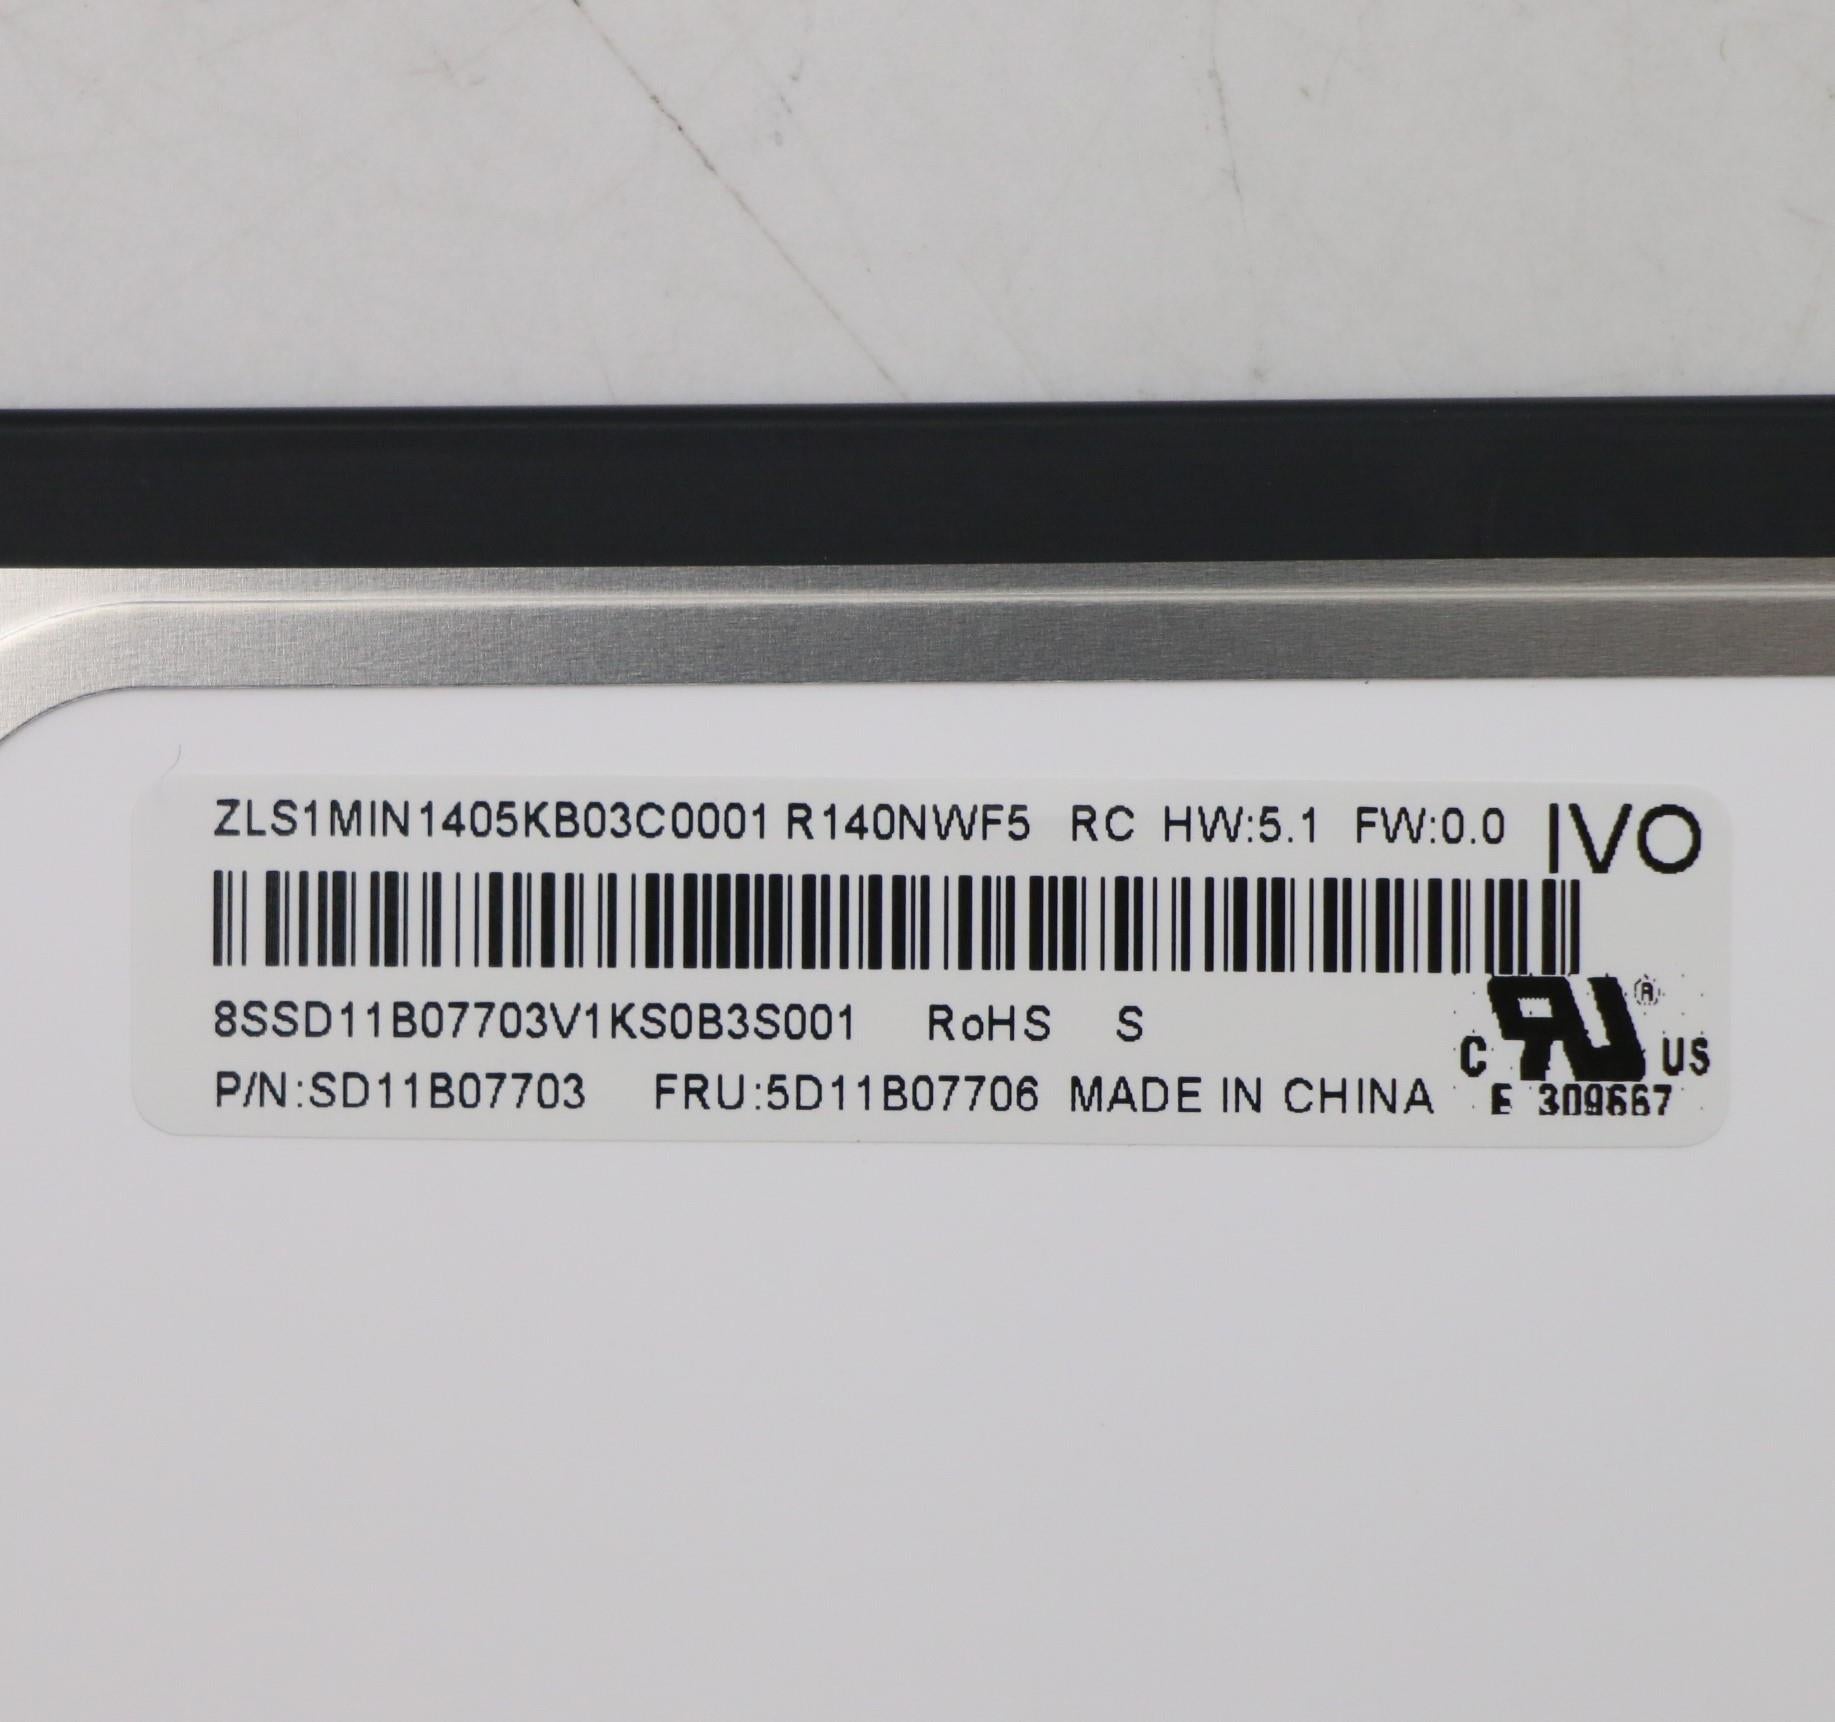 ZLS1MIN1405KB03C0001 R140NWF5 RC HW:5.1 FW:0.0 IVO
8SSD11B07703V1KS0B3S001 RoHS S
C RU ® US
P/N:SD11B07703 FRU:5D11B07706 MADE IN CHINA E 309667